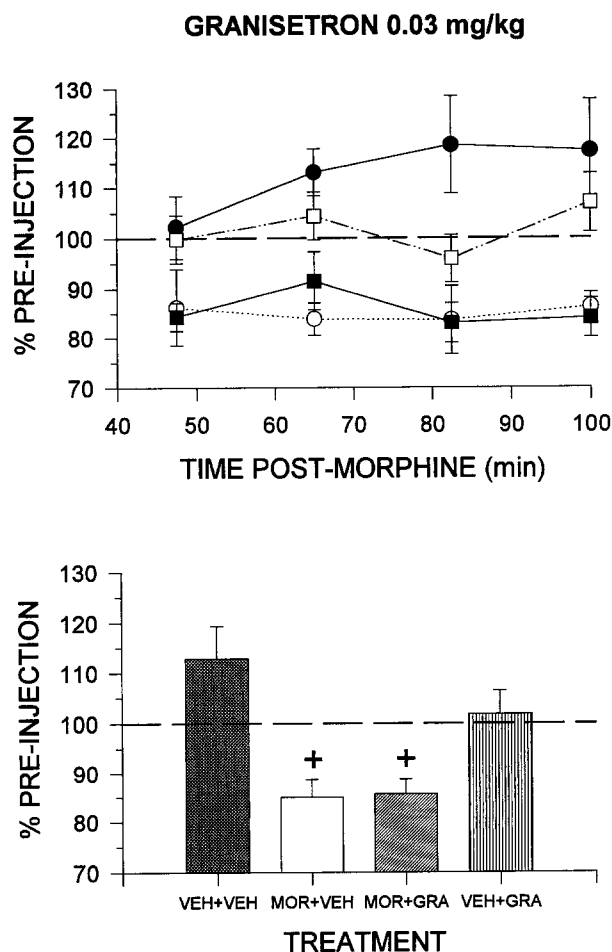 GRANISETRON 0.03 mg/kg
130
120
110
100
90
80
70
% PRE-INJECTION
40 50 60 70 80 90 100
TIME POST-MORPHINE (min)
130
120
110
100
90
80
70
% PRE-INJECTION
+ +
VEH+VEH MOR+VEH MOR+GRA VEH+GRA
TREATMENT